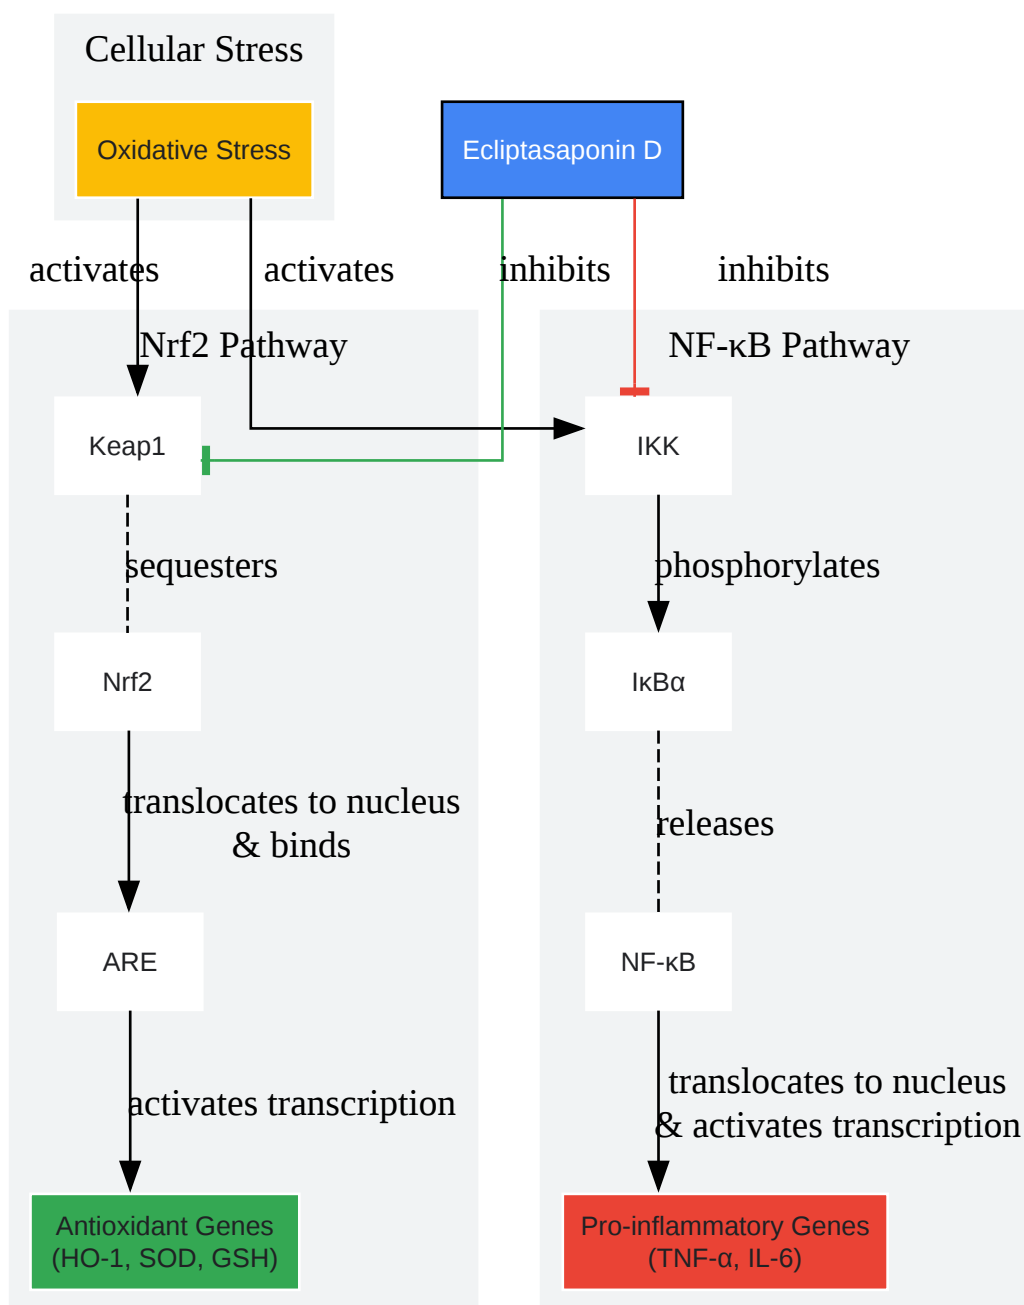 Cellular Stress
Oxidative Stress
Ecliptasaponin D
activates
activates
inhibits
inhibits
Nrf2 Pathway
NF-κB Pathway
Keap1
IKK
sequesters
phosphorylates
Nrf2
IκBα
translocates to nucleus
& binds
releases
ARE
NF-κB
activates transcription
translocates to nucleus
& activates transcription
Antioxidant Genes
(HO-1, SOD, GSH)
Pro-inflammatory Genes
(TNF-α, IL-6)